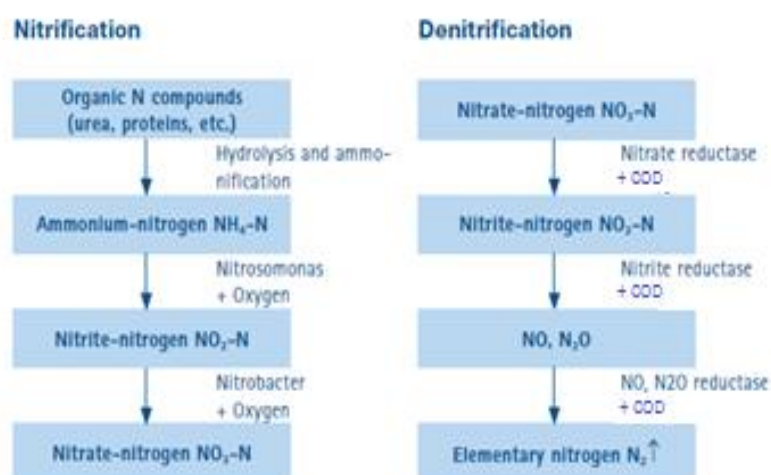 Nitrification
Organic N compounds
(urea, proteins, etc.)
Hydrolysis and ammo-
nification
Ammonium-nitrogen NH₄-N
Nitrosomonas
+ Oxygen
Nitrite-nitrogen NO₂-N
Nitrobacter
+ Oxygen
Nitrate-nitrogen NO₃-N
Denitrification
Nitrate-nitrogen NO₃-N
Nitrate reductase
+ COD
Nitrite-nitrogen NO₂-N
Nitrite reductase
+ COD
NO, N₂O
NO, N2O reductase
+ COD
Elementary nitrogen N₂↑